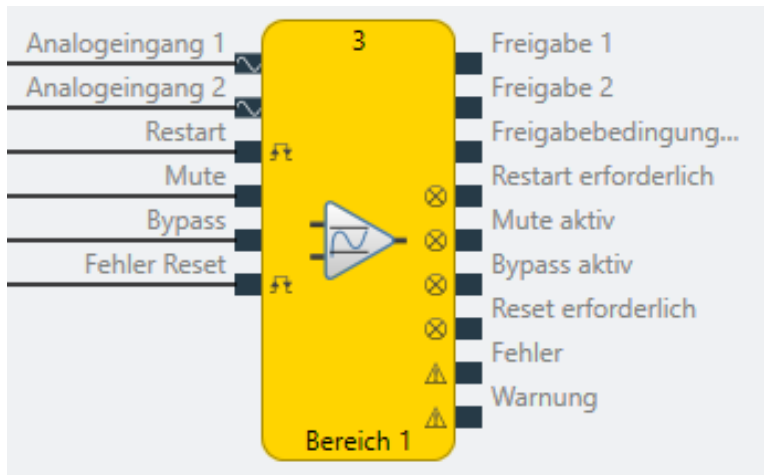 3
Analogeingang 1
Analogeingang 2
Restart
Mute
Bypass
Fehler Reset
Freigabe 1
Freigabe 2
Freigabebedingung...
Restart erforderlich
Mute aktiv
Bypass aktiv
Reset erforderlich
Fehler
Warnung
Bereich 1